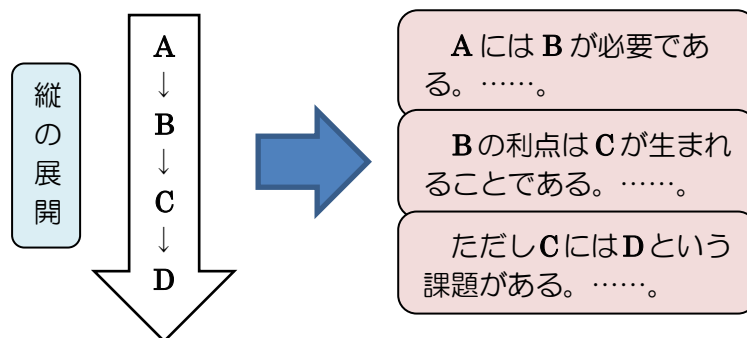 縦の展開
A
↓
B
↓
C
↓
D
AにはBが必要であ
る。……。
Bの利点はCが生まれ
ることである。……。
ただしCにはDという
課題がある。……。